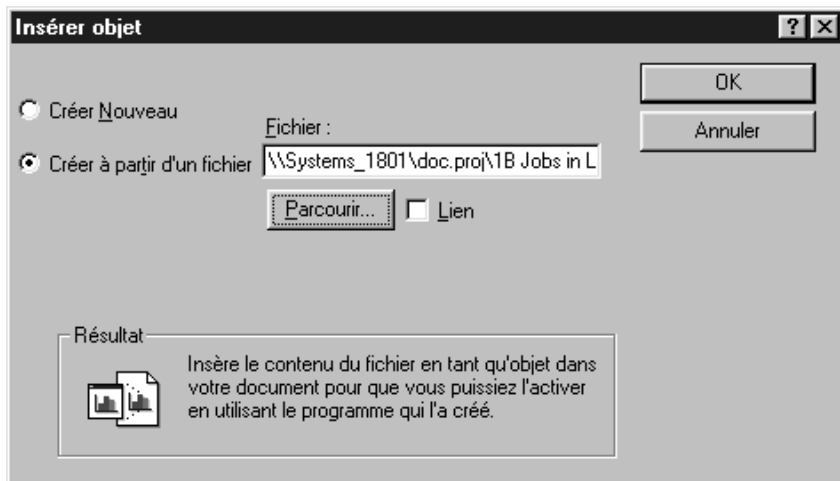 Insérer objet
Créer Nouveau
Créer à partir d'un fichier
Fichier :
\\Systems_1801\doc.proj\1B Jobs in L
Parcourir...
Lien
OK
Annuler
Résultat
Insère le contenu du fichier en tant qu'objet dans
votre document pour que vous puissiez l'activer
en utilisant le programme qui l'a créé.